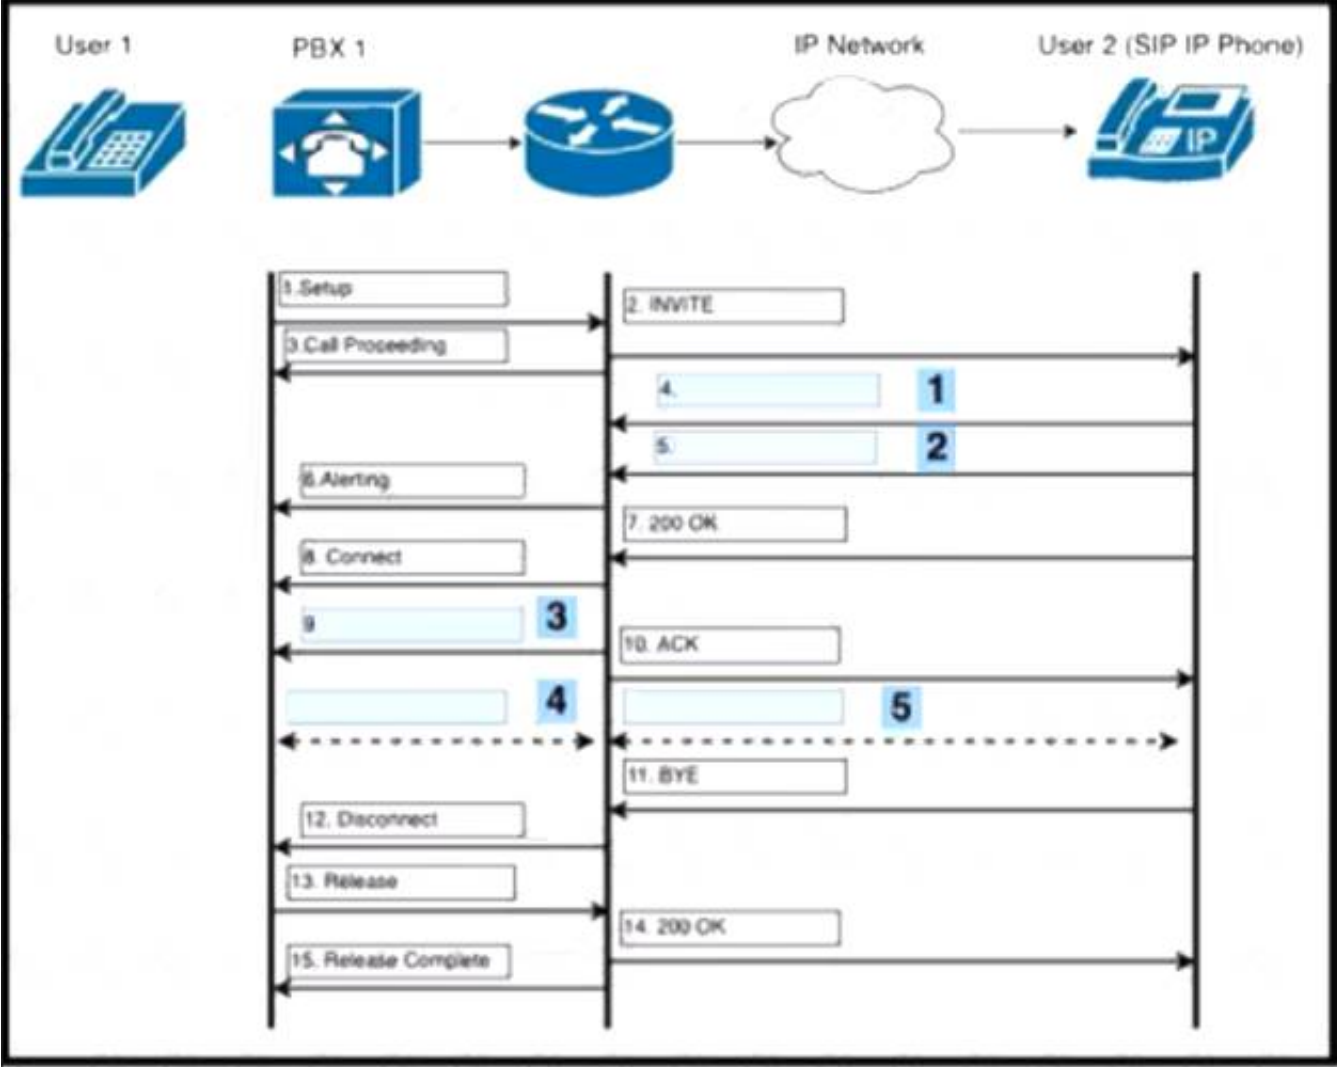 User 1
PBX 1
IP Network
User 2 (SIP IP Phone)
IP
1.Setup
2. INVITE
3.Call Proceeding
4.
1
5.
2
6.Alerting
7. 200 OK
8. Connect
9
3
10. ACK
4
5
11. BYE
12. Disconnect
13. Release
14. 200 OK
15. Release Complete